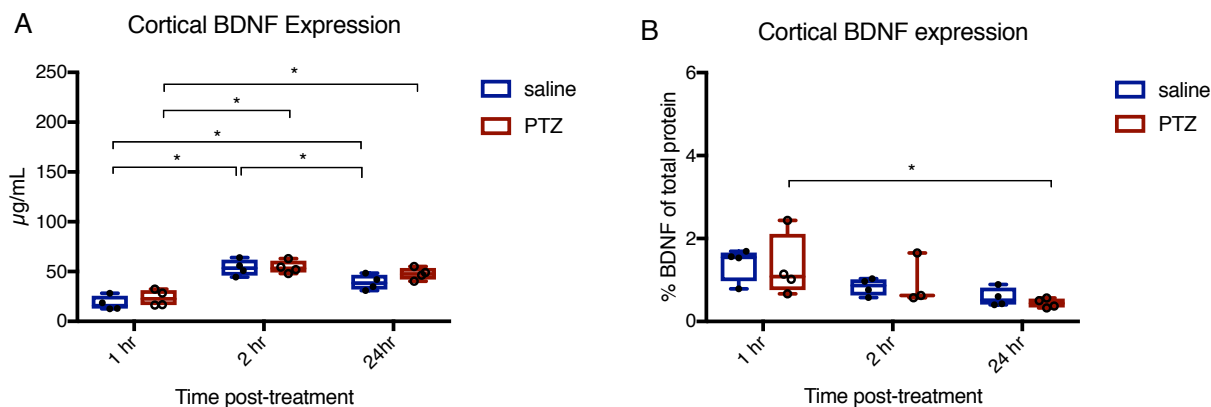 A
Cortical BDNF Expression
250
200
150
100
50
0
µg/mL
*
*
*
*
*
saline
PTZ
1 hr
2 hr
24hr
Time post-treatment
B
Cortical BDNF expression
6
4
2
0
% BDNF of total protein
*
saline
PTZ
1 hr
2 hr
24 hr
Time post-treatment